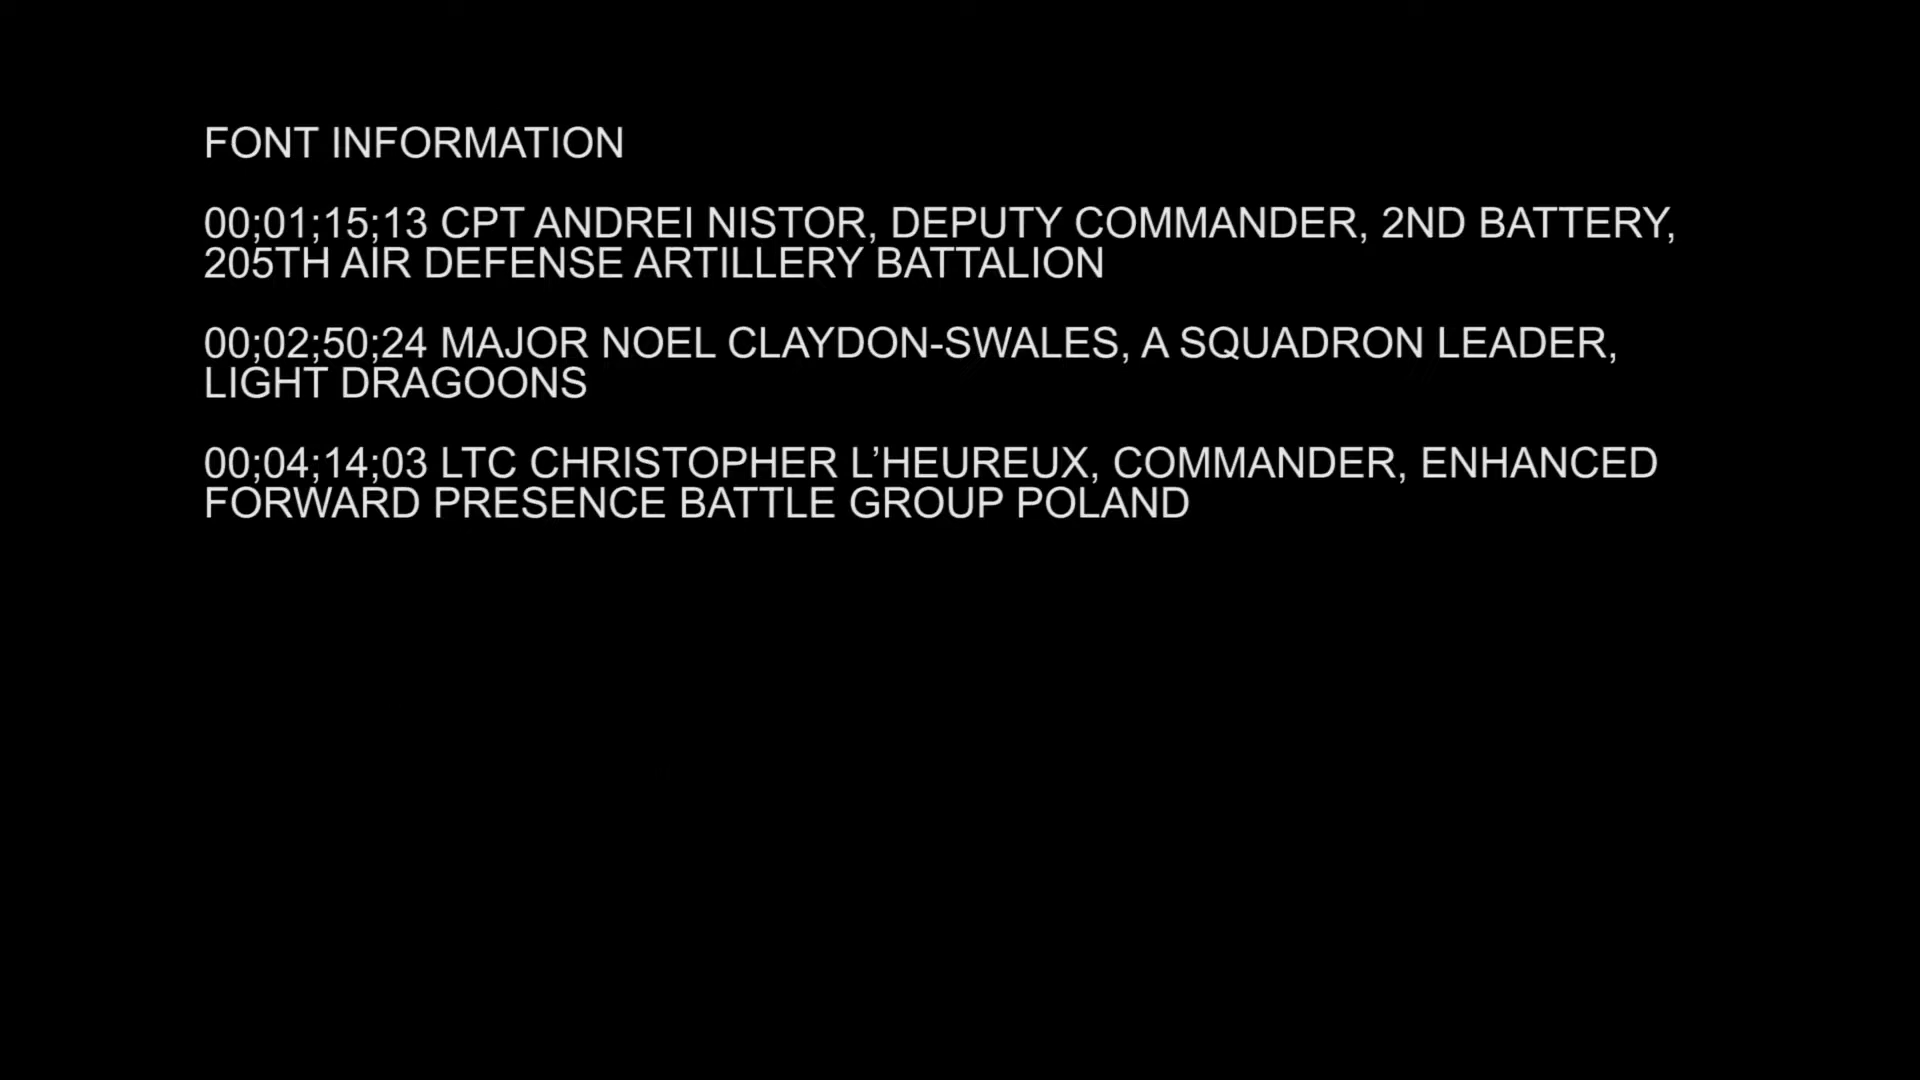 FONT INFORMATION
00;01;15;13 CPT ANDREI NISTOR, DEPUTY COMMANDER, 2ND BATTERY,
205TH AIR DEFENSE ARTILLERY BATTALION
00;02;50;24 MAJOR NOEL CLAYDON-SWALES, A SQUADRON LEADER,
LIGHT DRAGOONS
00;04;14;03 LTC CHRISTOPHER L’HEUREUX, COMMANDER, ENHANCED
FORWARD PRESENCE BATTLE GROUP POLAND